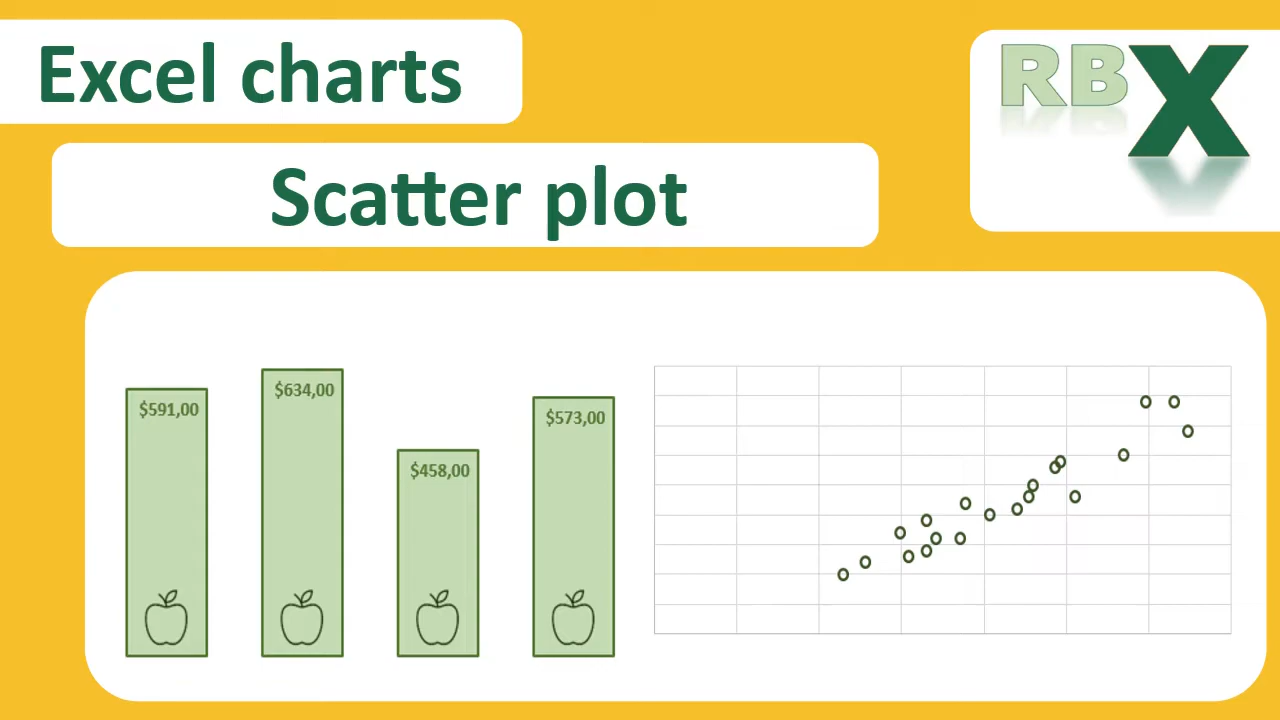 Excel charts
RBX
Scatter plot
$591,00
$634,00
$458,00
$573,00